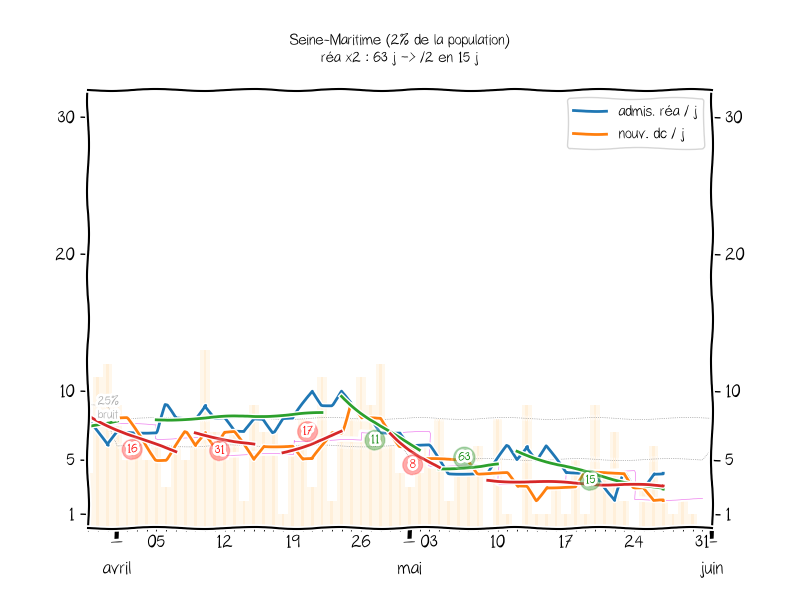 Seine-Maritime (2% de la population)
réa x2 : 63 j -> /2 en 15 j
30 30
admis. réa / j
nouv. dc / j
20 20
10 10
25%
bruit
17
11
31
16
63
8
5 5
15
1 1
05 12 19 26 03 10 17 24 31
avril mai juin